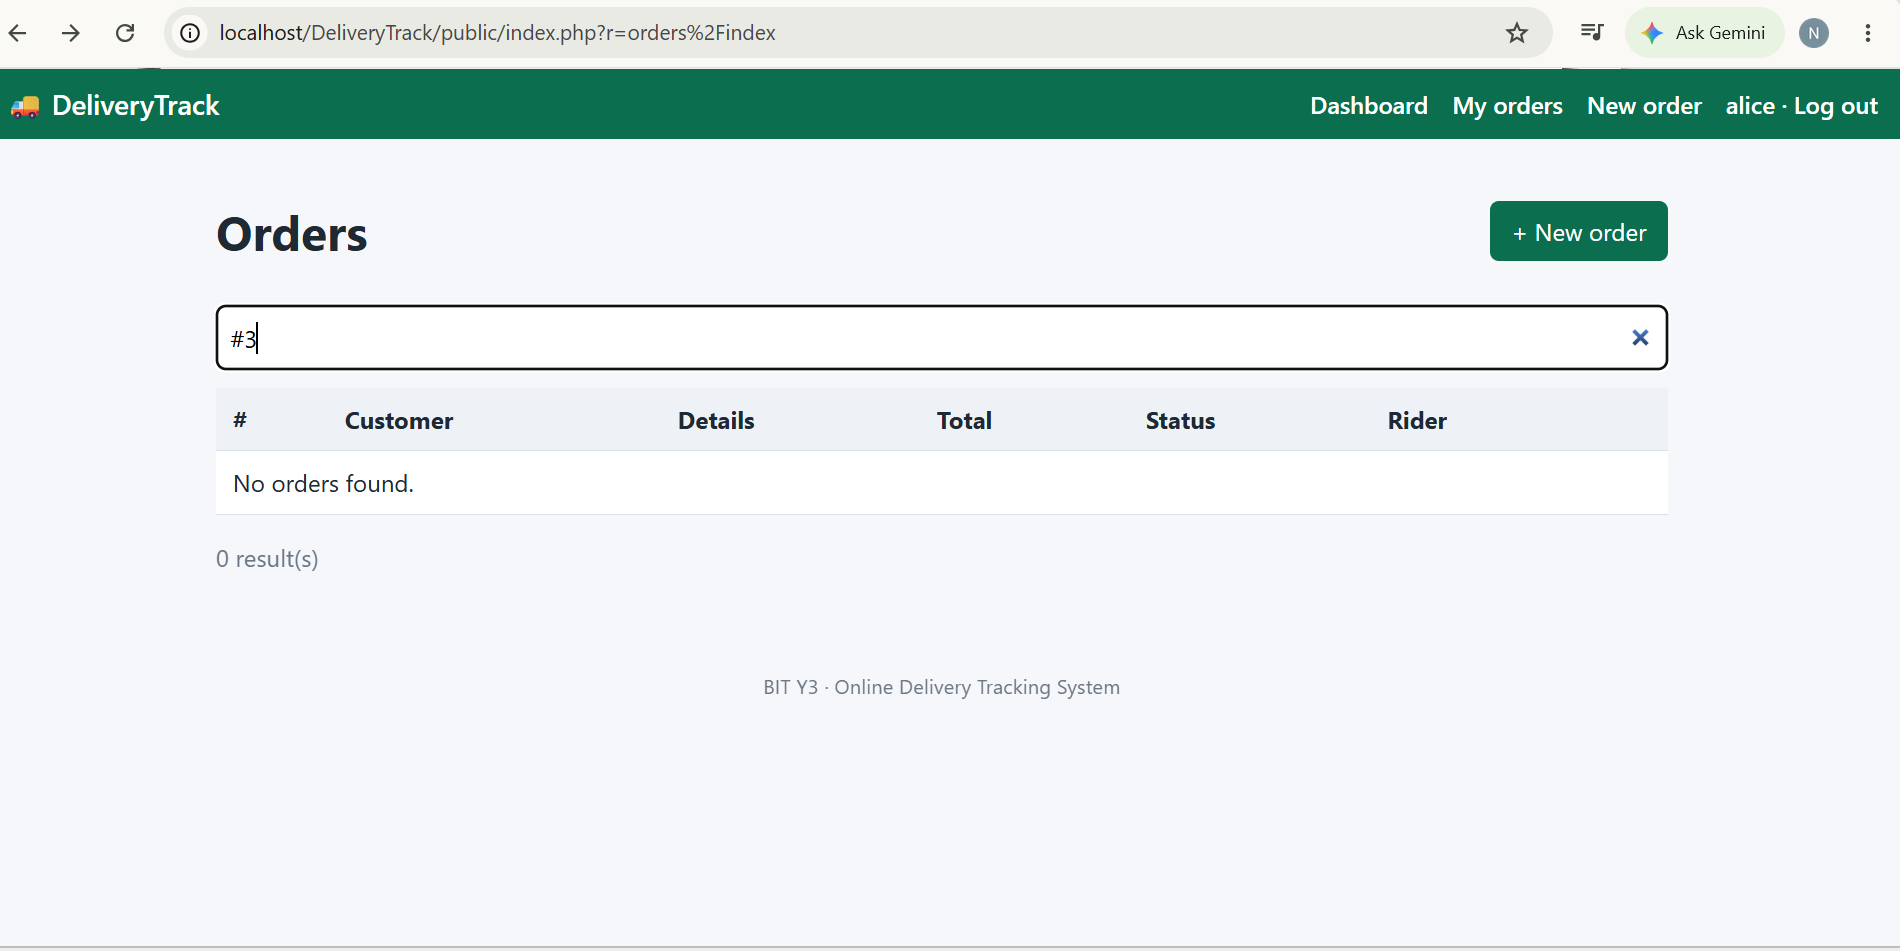 localhost/DeliveryTrack/public/index.php?r=orders%2Findex
Ask Gemini
N
DeliveryTrack
Dashboard My orders New order alice · Log out
Orders
+ New order
#3
# Customer Details Total Status Rider
No orders found.
0 result(s)
BIT Y3 · Online Delivery Tracking System